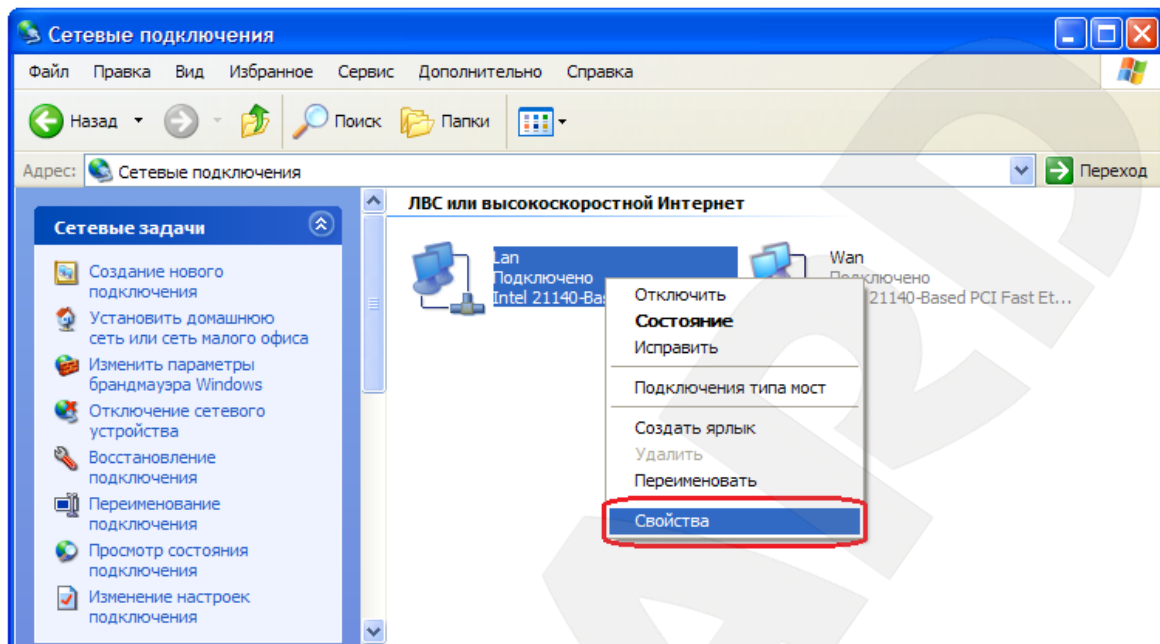 Сетевые подключения
Файл Правка Вид Избранное Сервис Дополнительно Справка
Назад Поиск Папки
Адрес: Сетевые подключения Переход
Сетевые задачи
Создание нового
подключения
Установить домашнюю
сеть или сеть малого офиса
Изменить параметры
брандмауэра Windows
Отключение сетевого
устройства
Восстановление
подключения
Переименование
подключения
Просмотр состояния
подключения
Изменение настроек
подключения
ЛВС или высокоскоростной Интернет
Lan
Подключено
Intel 21140-Bas
Wan
Подключено
21140-Based PCI Fast Et...
Отключить
Состояние
Исправить
Подключения типа мост
Создать ярлык
Удалить
Переименовать
Свойства